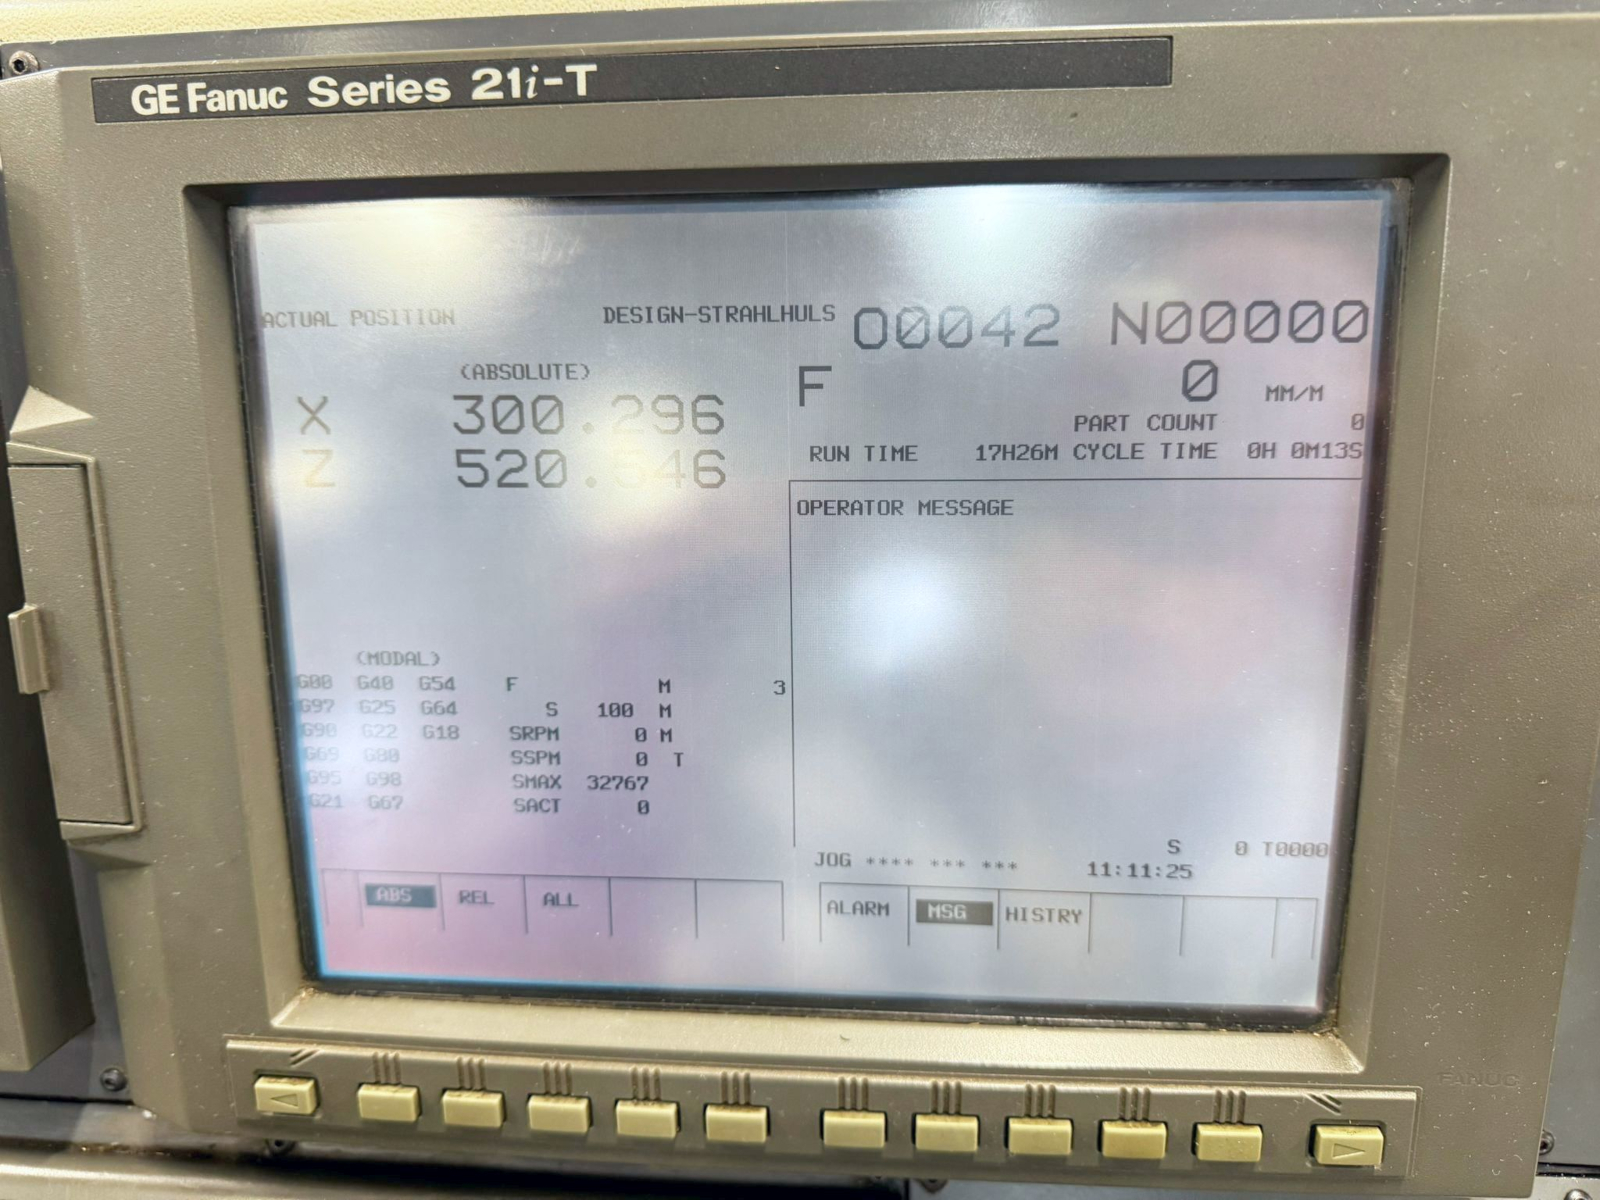 GE Fanuc Series 21i-T
ACTUAL POSITION
DESIGN-STRAHLHULS O0042 N00000
(ABSOLUTE)
X 300.296
Z 520.546
F 0 MM/M
PART COUNT 0
RUN TIME 17H26M CYCLE TIME 0H 0M13S
OPERATOR MESSAGE
(MODAL)
G00 G40 G54 F M 3
G97 G25 G64 S 100 M
G90 G22 G18 SRPM 0 M
G69 G80 SSPM 0 T
G95 G98 SMAX 32767
G21 G67 SACT 0
S 0 T0000
JOG **** *** *** 11:11:25
ABS REL ALL
ALARM MSG HISTRY
FANUC